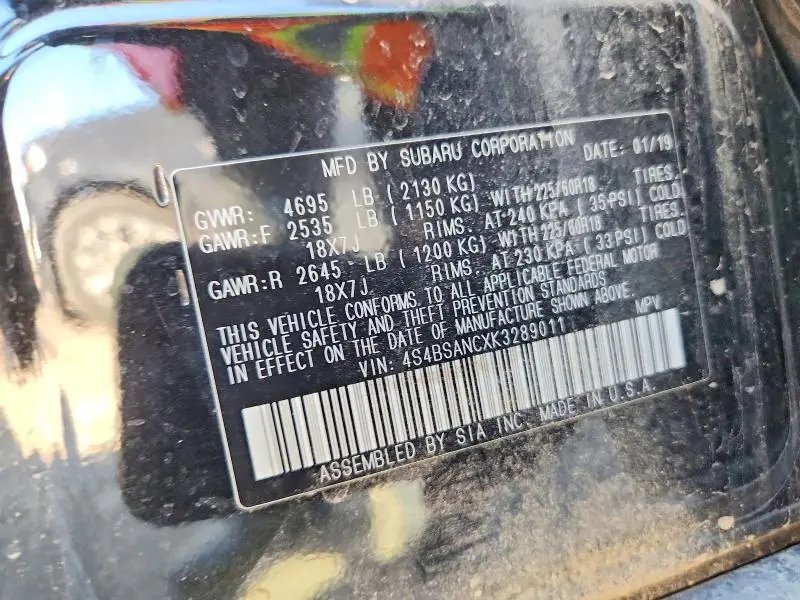 MFD BY SUBARU CORPORATION DATE: 01/19
GVWR: 4695 LB ( 2130 KG)
GAWR:F 2535 LB ( 1150 KG) WITH 225/60R18 TIRES.
18X7J RIMS. AT 240 KPA ( 35 PSI) COLD
GAWR:R 2645 LB ( 1200 KG) WITH 225/60R18 TIRES.
18X7J RIMS. AT 230 KPA ( 33 PSI) COLD
THIS VEHICLE CONFORMS TO ALL APPLICABLE FEDERAL MOTOR
VEHICLE SAFETY AND THEFT PREVENTION STANDARDS
IN EFFECT ON THE DATE OF MANUFACTURE SHOWN ABOVE.
VIN: 4S4BSANCXK3289011 MPV
ASSEMBLED BY SIA INC. MADE IN U.S.A.